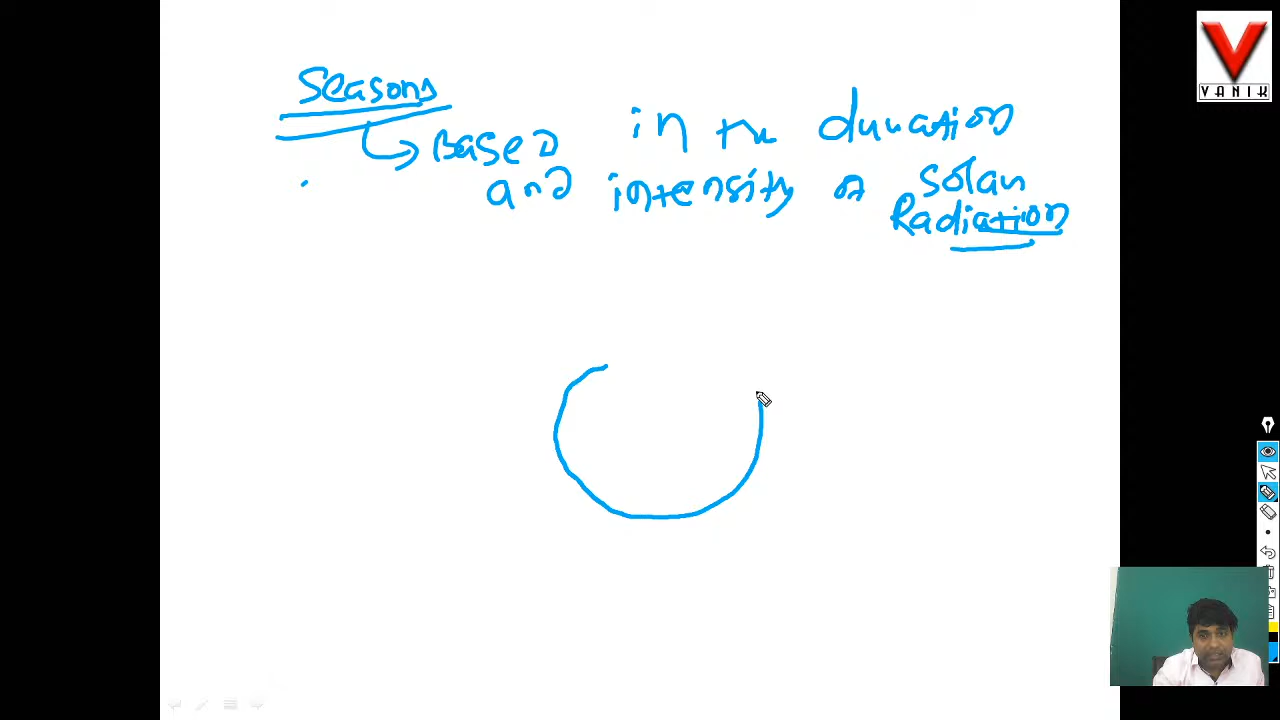 Seasons
Based in the duration
and intensity of solar
Radiation
VANIK